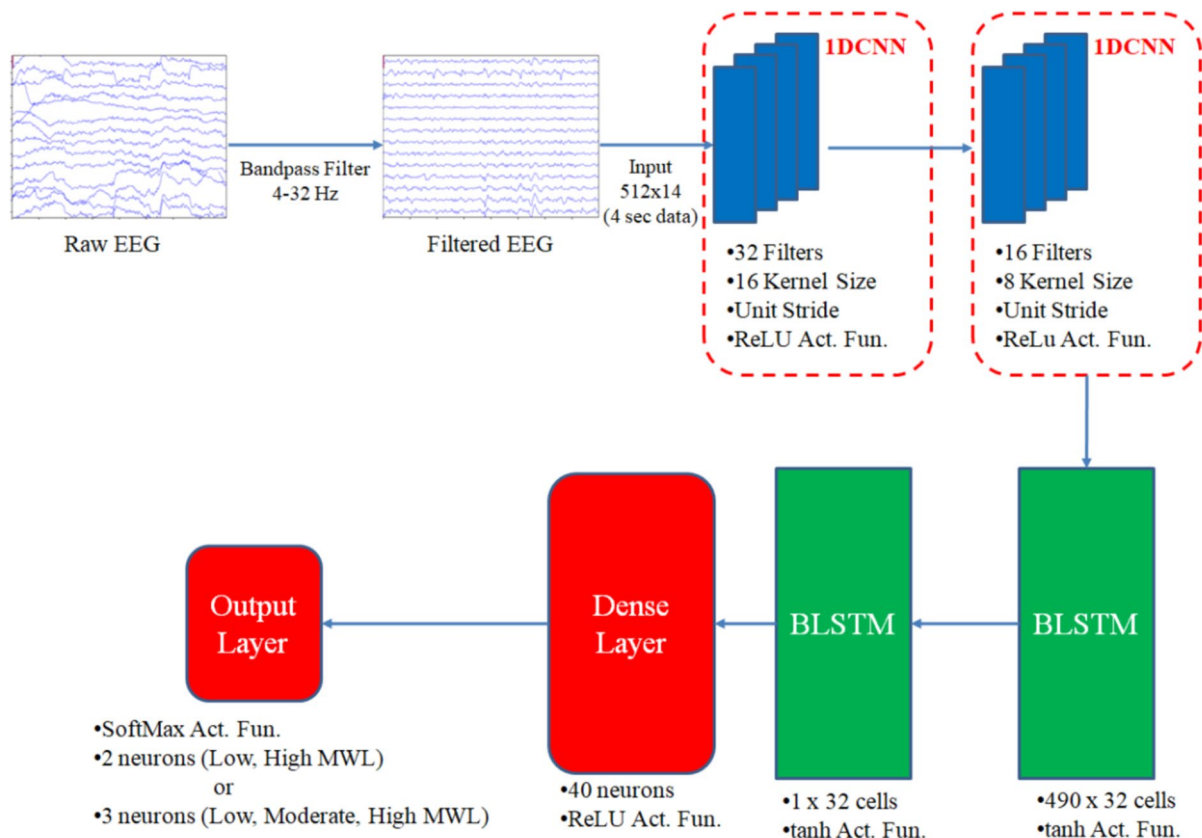 1DCNN
1DCNN
Bandpass Filter
4-32 Hz
Input
512x14
(4 sec data)
Raw EEG
Filtered EEG
•32 Filters
•16 Kernel Size
•Unit Stride
•ReLU Act. Fun.
•16 Filters
•8 Kernel Size
•Unit Stride
•ReLu Act. Fun.
BLSTM
•490 x 32 cells
•tanh Act. Fun.
BLSTM
•1 x 32 cells
•tanh Act. Fun.
Dense
Layer
•40 neurons
•ReLU Act. Fun.
Output
Layer
•SoftMax Act. Fun.
•2 neurons (Low, High MWL)
or
•3 neurons (Low, Moderate, High MWL)